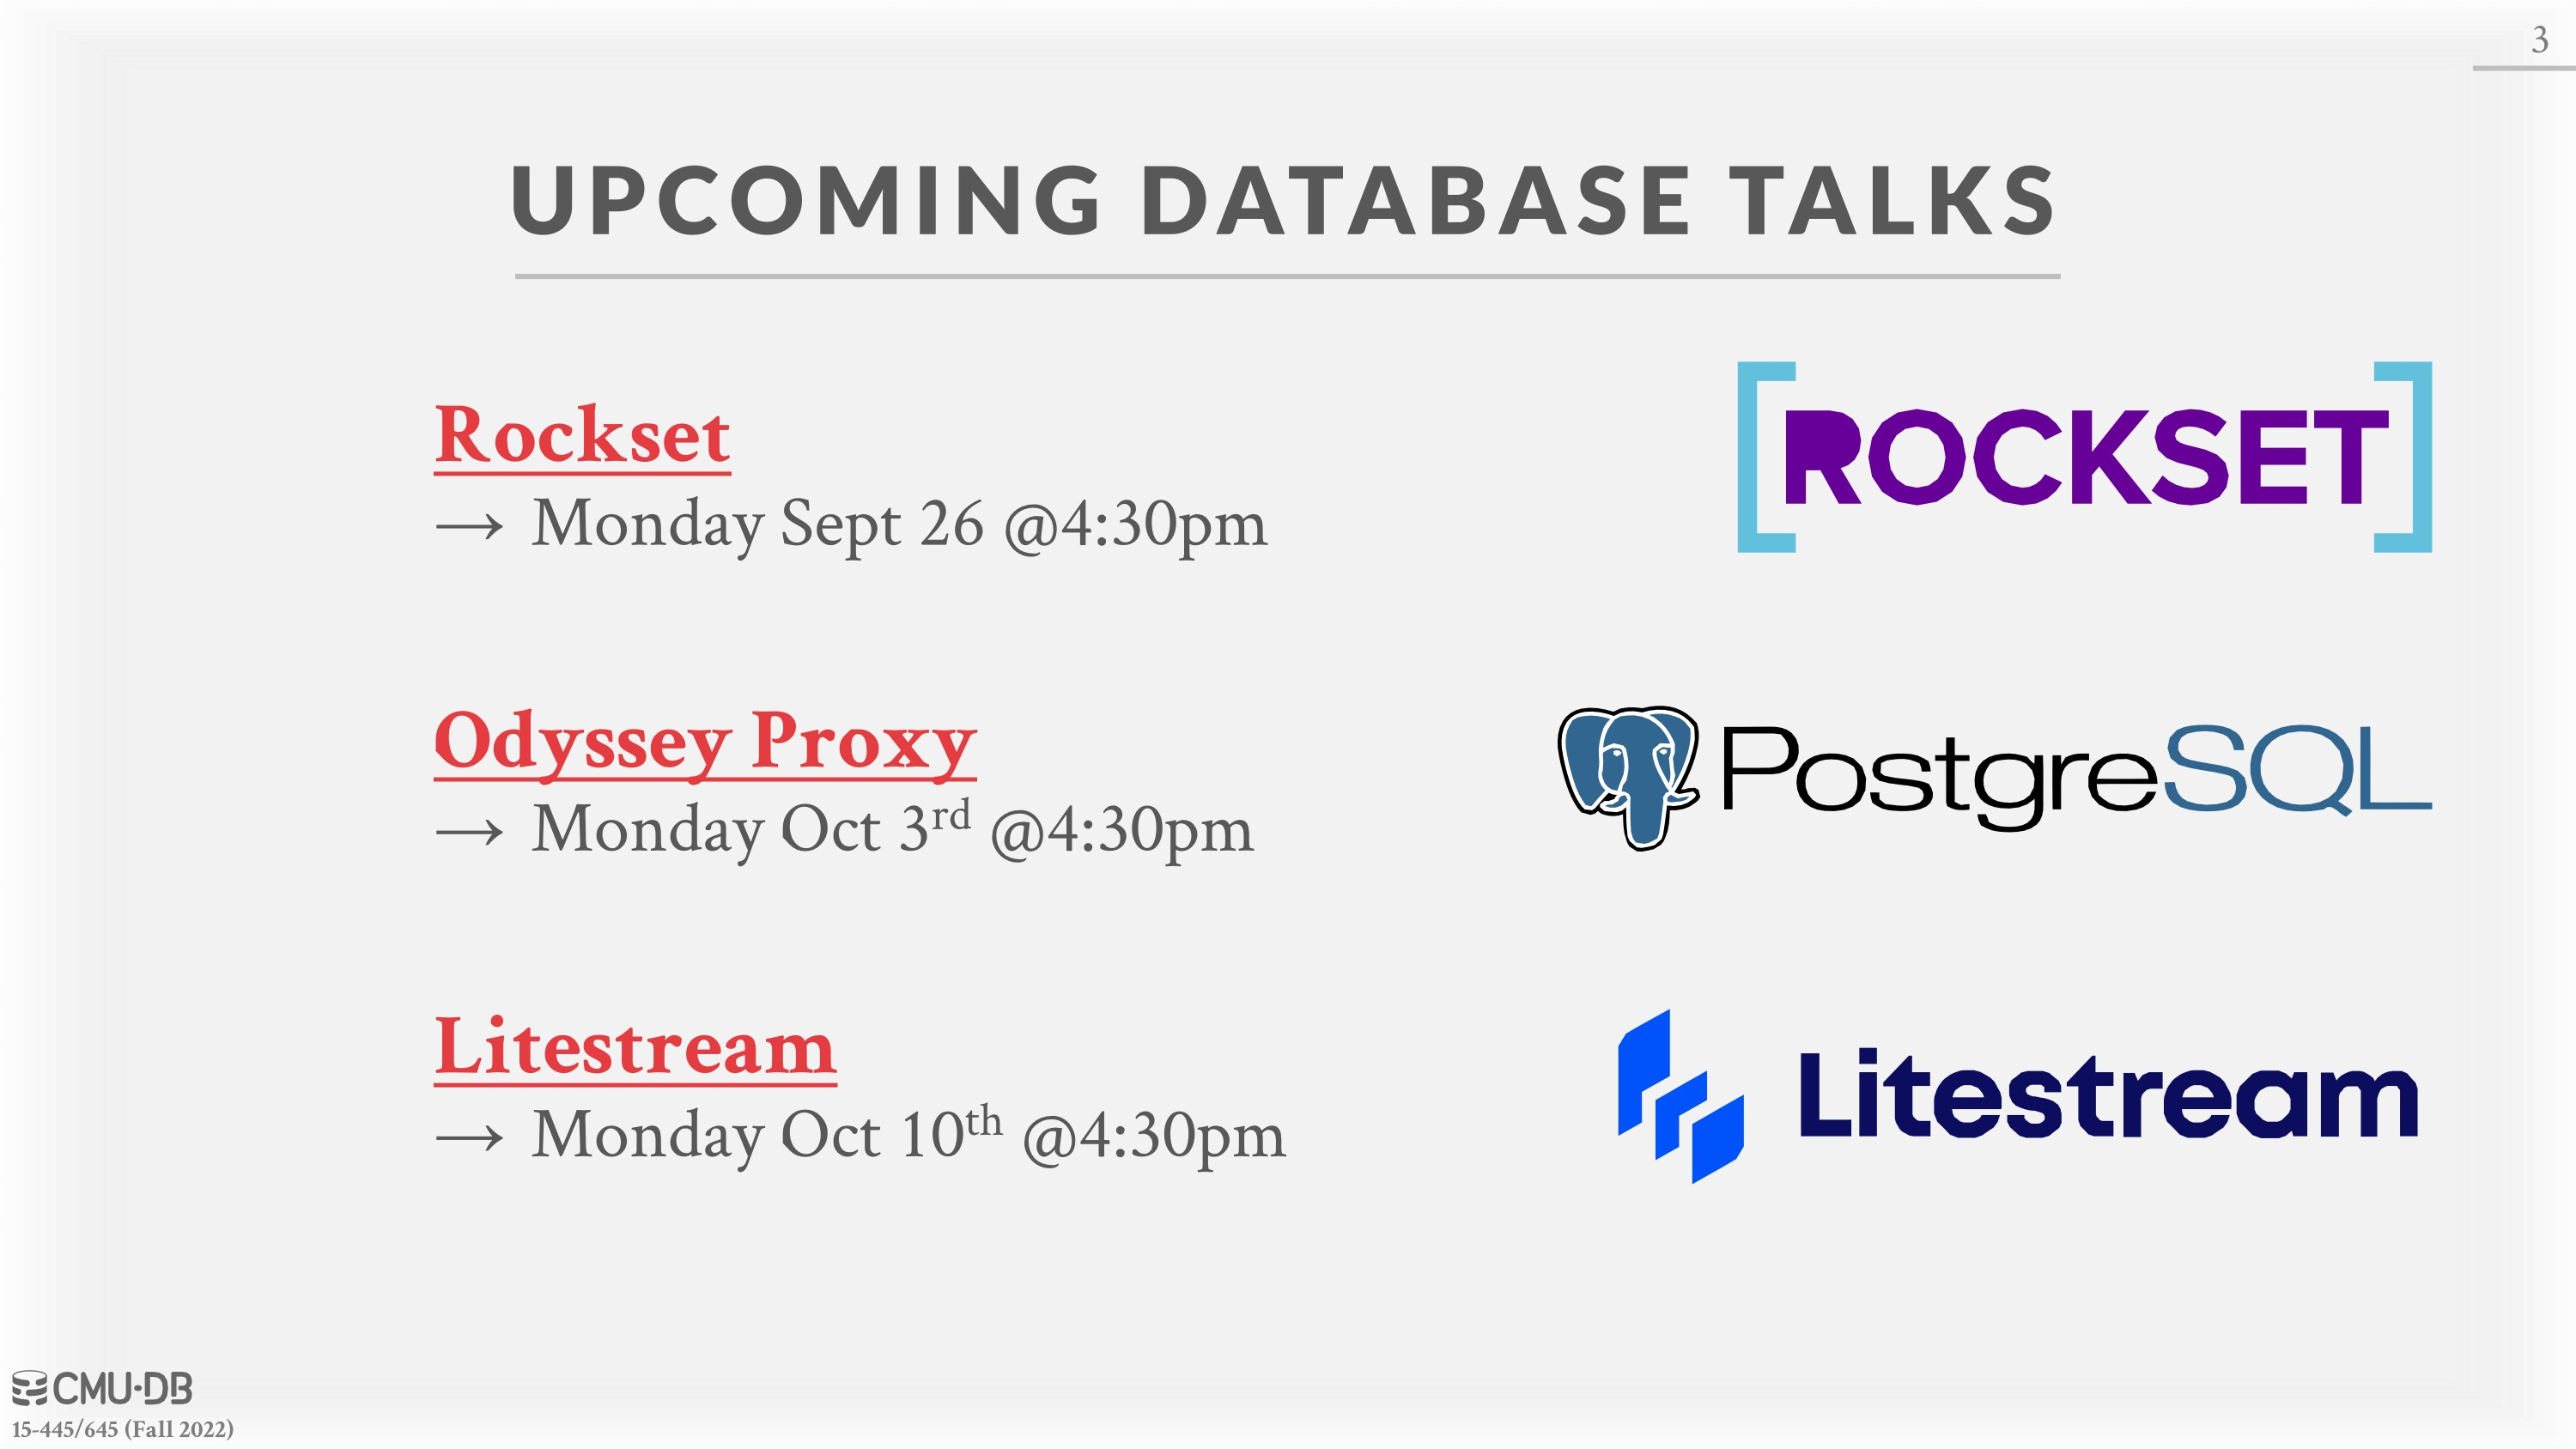 3
UPCOMING DATABASE TALKS
Rockset
→ Monday Sept 26 @4:30pm
[ROCKSET]
Odyssey Proxy
→ Monday Oct 3rd @4:30pm
PostgreSQL
Litestream
→ Monday Oct 10th @4:30pm
Litestream
CMU·DB
15-445/645 (Fall 2022)